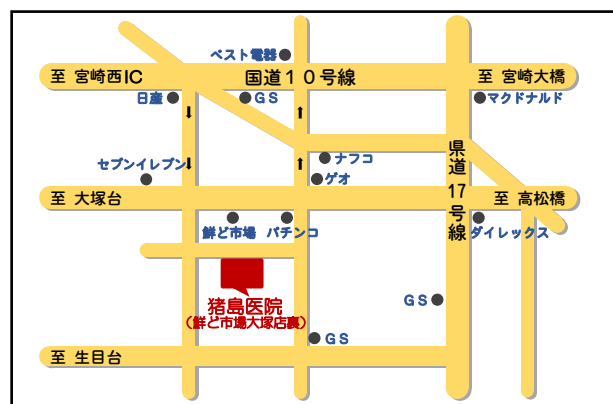 ベスト電器
至 宮崎西IC
国道10号線
至 宮崎大橋
日産
GS
マクドナルド
↓
↑
県道17号線
ナフコ
セブンイレブン
↓
↑
ゲオ
至 大塚台
至 高松橋
鮮ど市場
パチンコ
ダイレックス
猪島医院
(鮮ど市場大塚店裏)
GS
GS
至 生目台